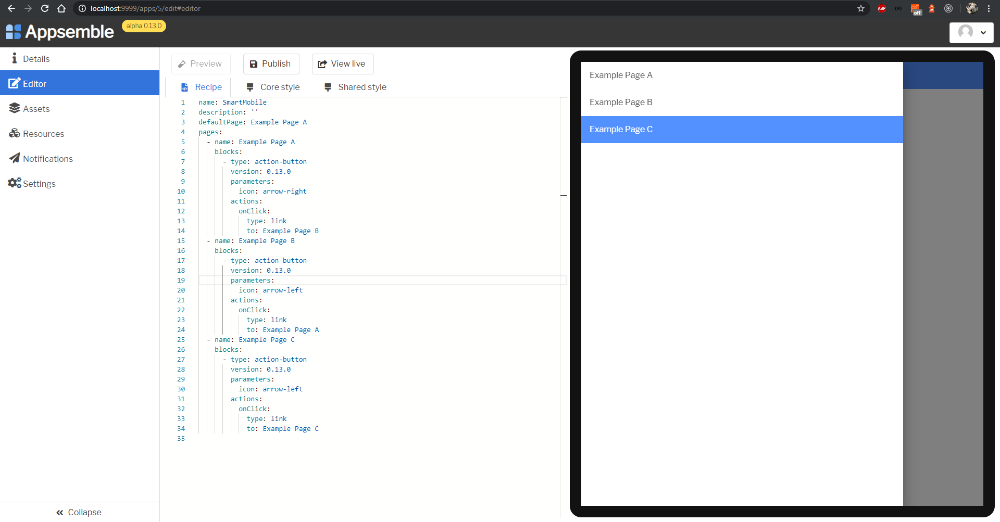 localhost:9999/apps/5/edit#editor
ABP
off
Appsemble
alpha 0.13.0
Details
Editor
Assets
Resources
Notifications
Settings
Collapse
Preview
Publish
View live
Recipe
Core style
Shared style
1 name: SmartMobile
2 description: ''
3 defaultPage: Example Page A
4 pages:
5 - name: Example Page A
6 blocks:
7 - type: action-button
8 version: 0.13.0
9 parameters:
10 icon: arrow-right
11 actions:
12 onClick:
13 type: link
14 to: Example Page B
15 - name: Example Page B
16 blocks:
17 - type: action-button
18 version: 0.13.0
19 parameters:
20 icon: arrow-left
21 actions:
22 onClick:
23 type: link
24 to: Example Page A
25 - name: Example Page C
26 blocks:
27 - type: action-button
28 version: 0.13.0
29 parameters:
30 icon: arrow-left
31 actions:
32 onClick:
33 type: link
34 to: Example Page C
35
Example Page A
Example Page B
Example Page C